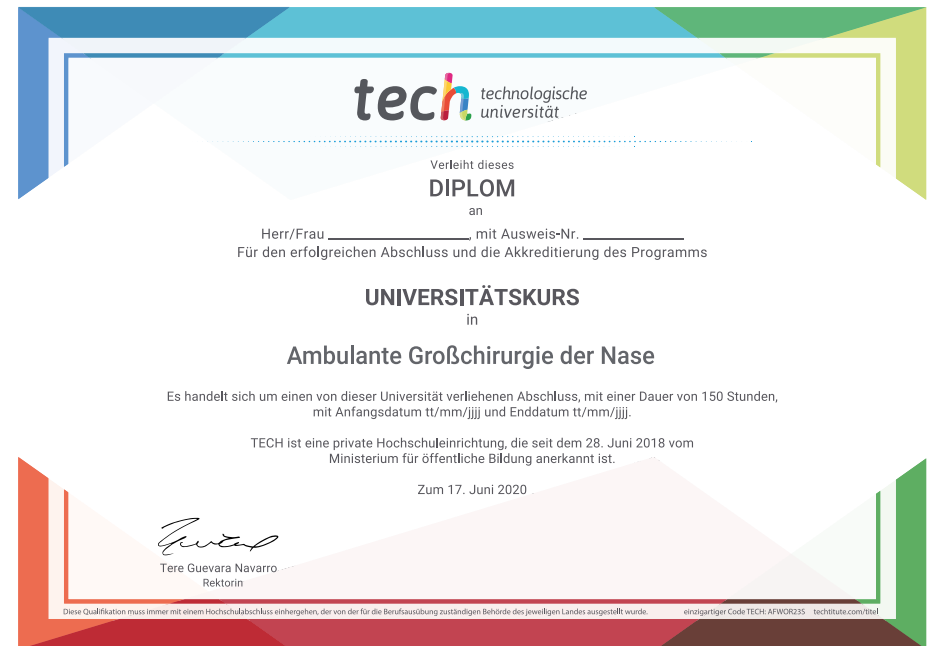 tech technologische
universität
Verleiht dieses
DIPLOM
an
Herr/Frau ____________________, mit Ausweis-Nr. ______________
Für den erfolgreichen Abschluss und die Akkreditierung des Programms
UNIVERSITÄTSKURS
in
Ambulante Großchirurgie der Nase
Es handelt sich um einen von dieser Universität verliehenen Abschluss, mit einer Dauer von 150 Stunden,
mit Anfangsdatum tt/mm/jjjj und Enddatum tt/mm/jjjj.
TECH ist eine private Hochschuleinrichtung, die seit dem 28. Juni 2018 vom
Ministerium für öffentliche Bildung anerkannt ist.
Zum 17. Juni 2020
Tere Guevara Navarro
Rektorin
Diese Qualifikation muss immer mit einem Hochschulabschluss einhergehen, der von der für die Berufsausübung zuständigen Behörde des jeweiligen Landes ausgestellt wurde. einzigartiger Code TECH: AFWOR23S techtitute.com/titel